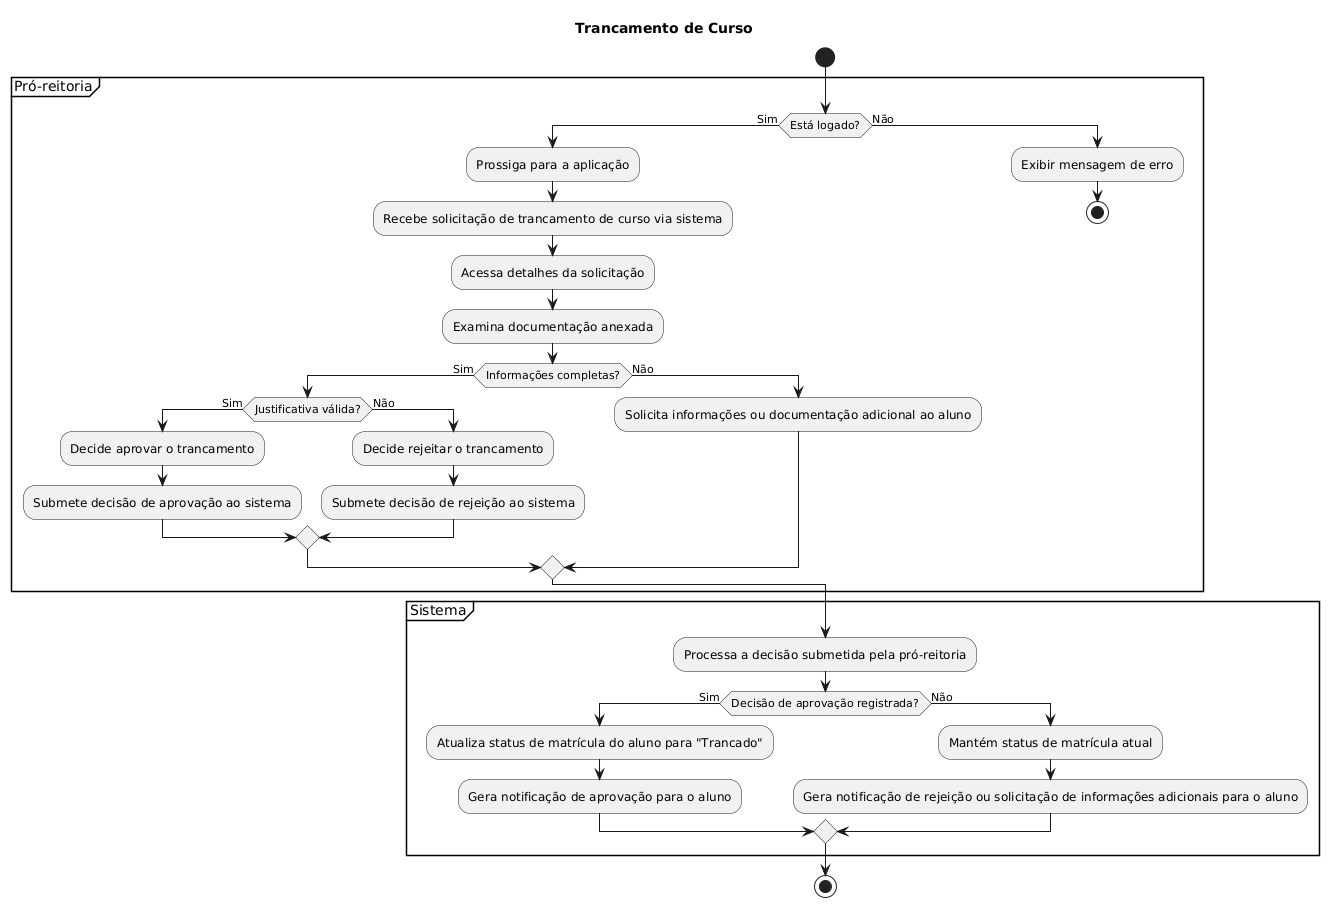 Trancamento de Curso
Pró-reitoria
Está logado?
Sim
Não
Prossiga para a aplicação
Exibir mensagem de erro
Recebe solicitação de trancamento de curso via sistema
Acessa detalhes da solicitação
Examina documentação anexada
Informações completas?
Sim
Não
Justificativa válida?
Sim
Não
Solicita informações ou documentação adicional ao aluno
Decide aprovar o trancamento
Decide rejeitar o trancamento
Submete decisão de aprovação ao sistema
Submete decisão de rejeição ao sistema
Sistema
Processa a decisão submetida pela pró-reitoria
Decisão de aprovação registrada?
Sim
Não
Atualiza status de matrícula do aluno para "Trancado"
Mantém status de matrícula atual
Gera notificação de aprovação para o aluno
Gera notificação de rejeição ou solicitação de informações adicionais para o aluno